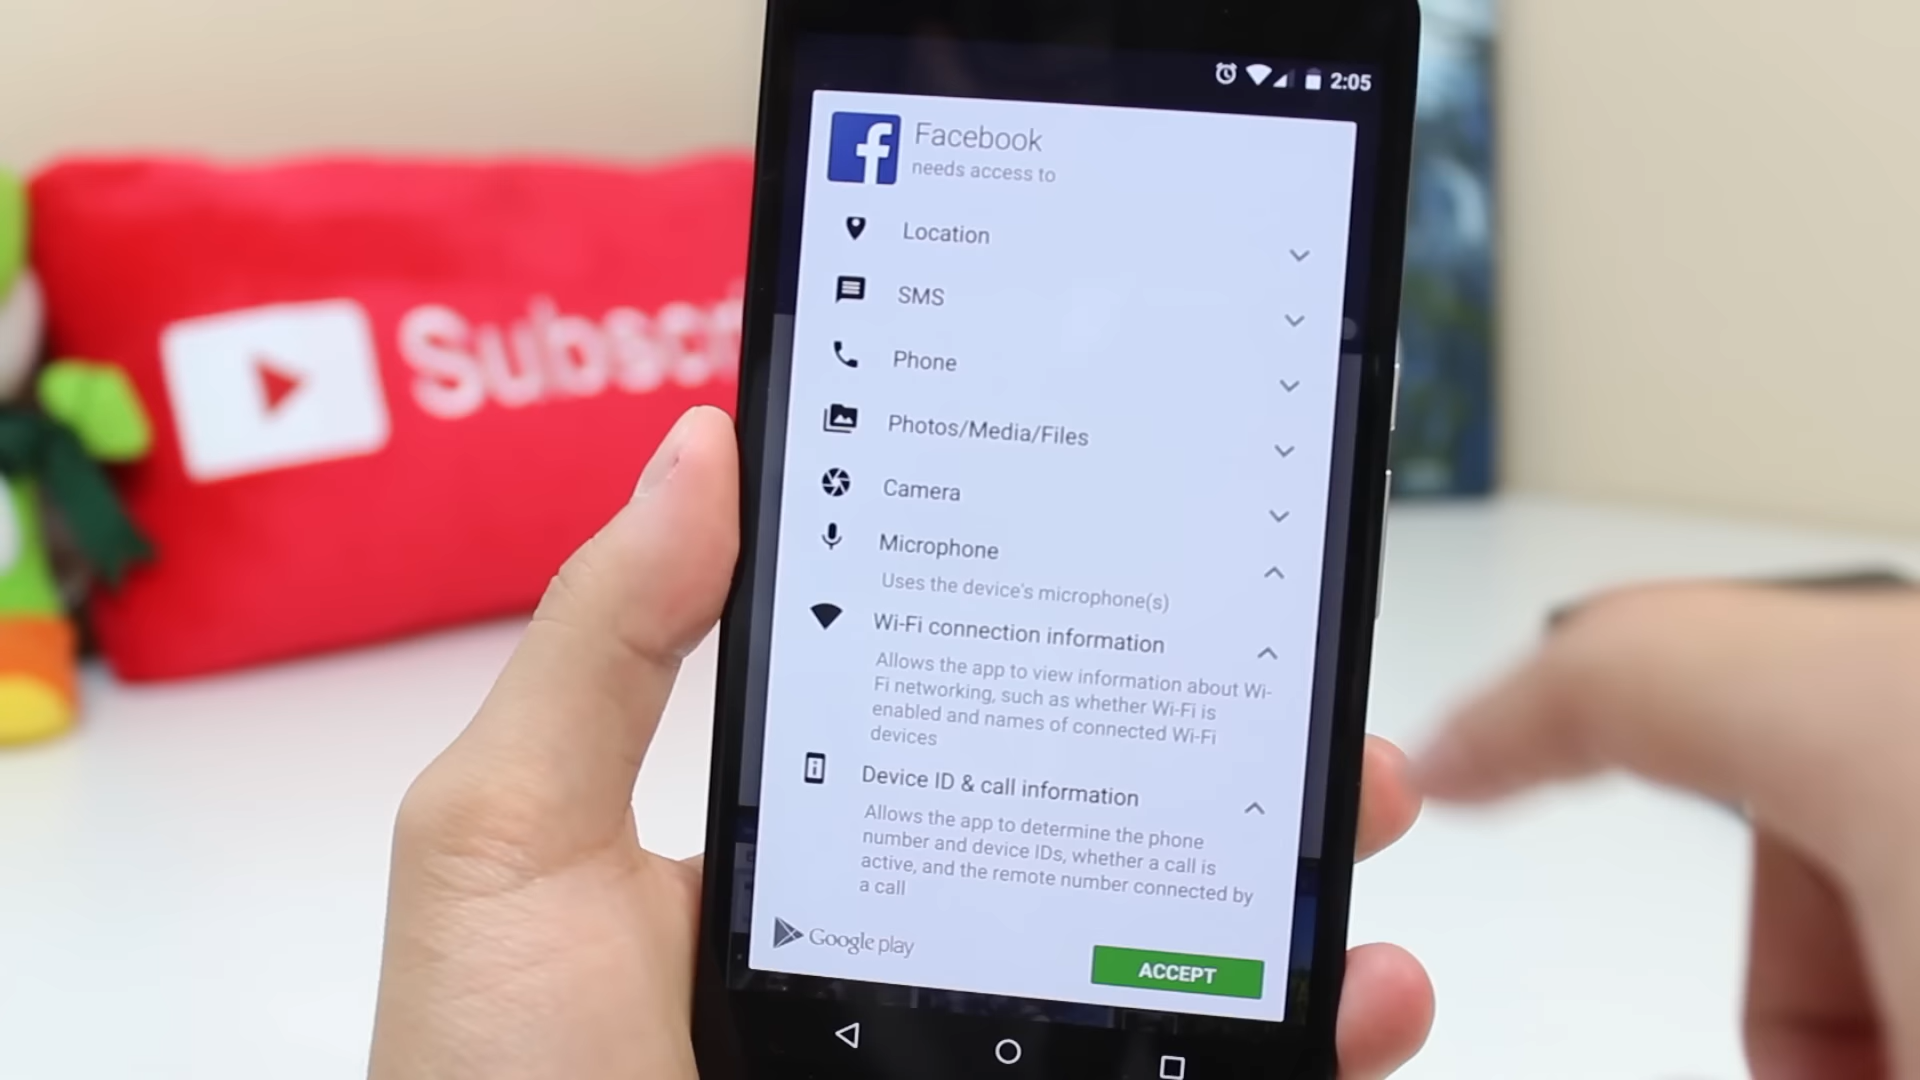 2:05
Facebook
needs access to
Location
SMS
Phone
Photos/Media/Files
Camera
Microphone
Uses the device's microphone(s)
Wi-Fi connection information
Allows the app to view information about Wi-
Fi networking, such as whether Wi-Fi is
enabled and names of connected Wi-Fi
devices
Device ID & call information
Allows the app to determine the phone
number and device IDs, whether a call is
active, and the remote number connected by
a call
Google play
ACCEPT
Subscr